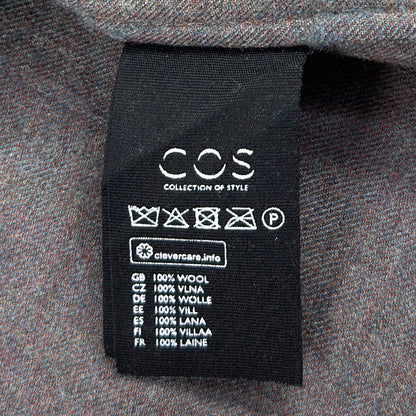 COS
COLLECTION OF STYLE
P
clevercare.info
GB 100% WOOL
CZ 100% VLNA
DE 100% WOLLE
EE 100% VILL
ES 100% LANA
FI 100% VILLAA
FR 100% LAINE